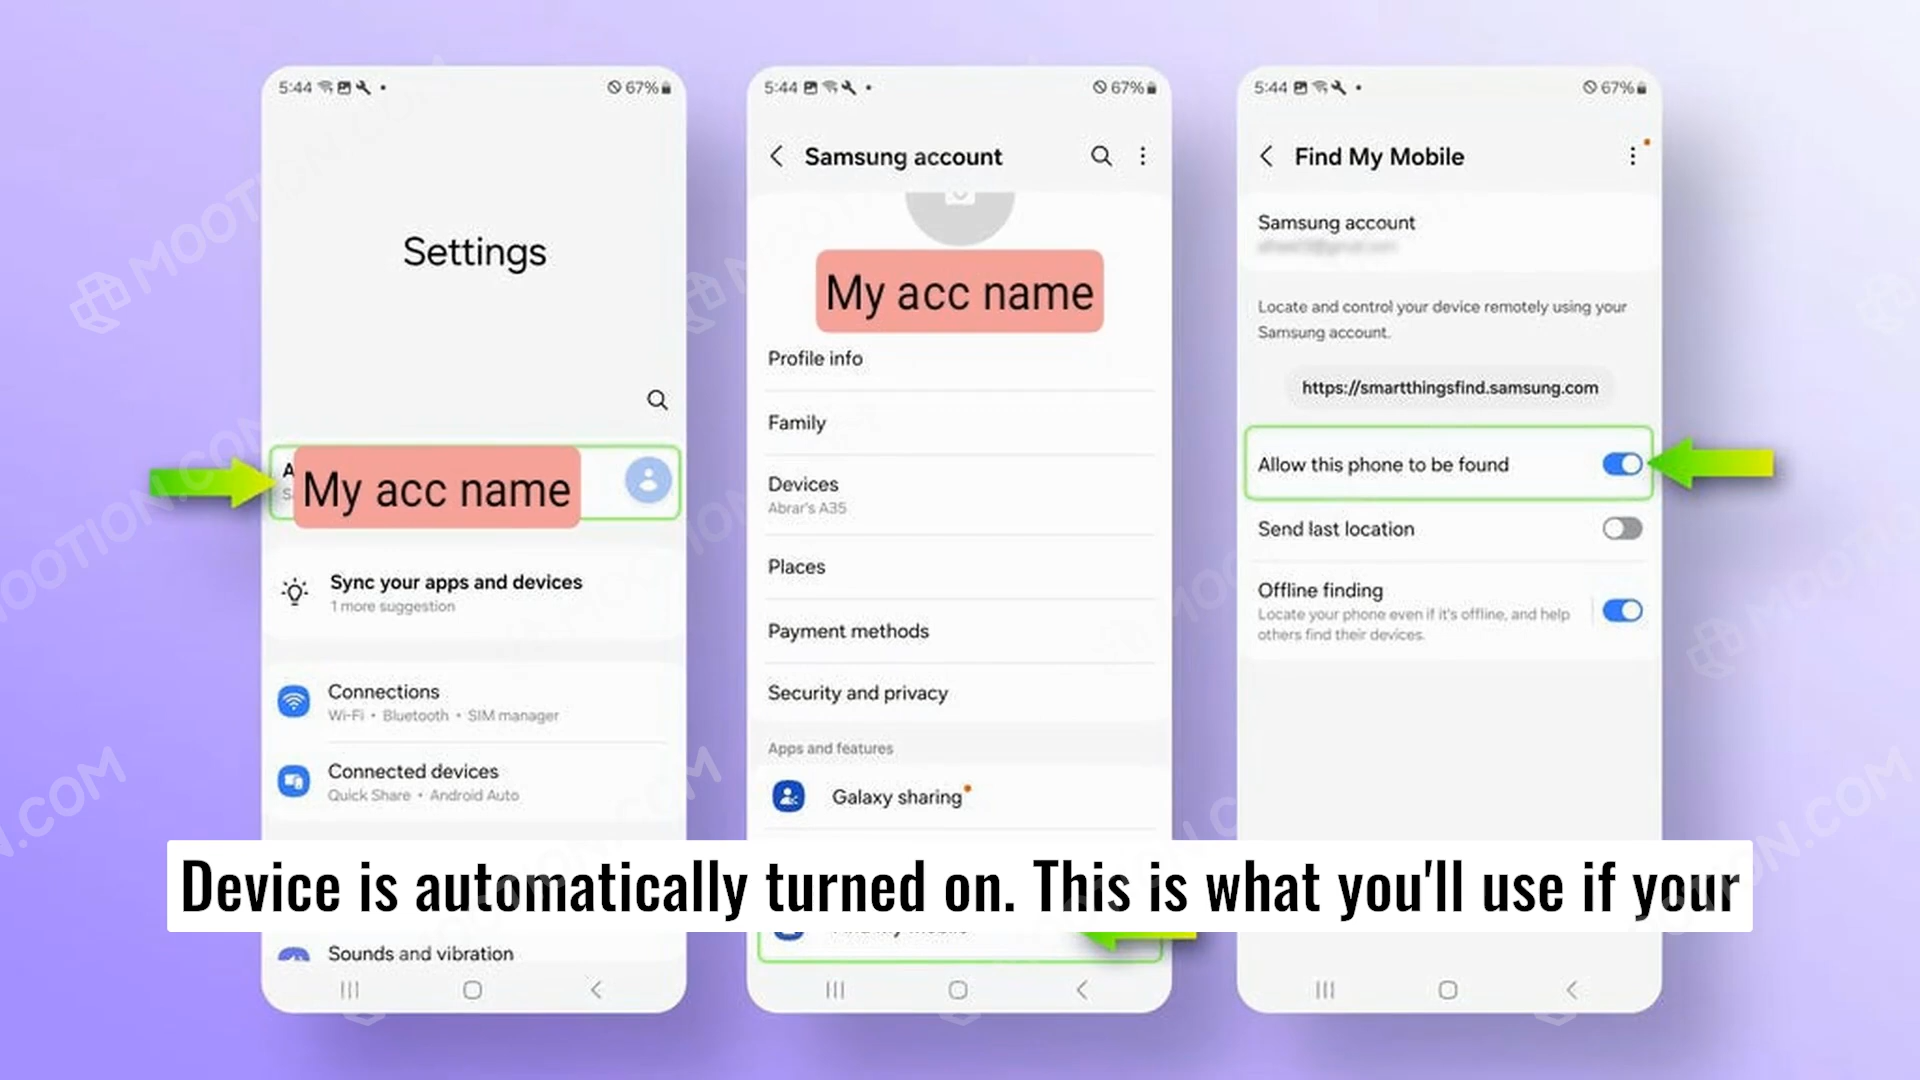 5:44
67%
Settings
A
My acc name
Sync your apps and devices
1 more suggestion
Connections
Wi-Fi • Bluetooth • SIM manager
Connected devices
Quick Share • Android Auto
Sounds and vibration
5:44
67%
Samsung account
My acc name
Profile info
Family
Devices
Abrar's A35
Places
Payment methods
Security and privacy
Apps and features
Galaxy sharing
5:44
67%
Find My Mobile
Samsung account
Locate and control your device remotely using your
Samsung account.
https://smartthingsfind.samsung.com
Allow this phone to be found
Send last location
Offline finding
Locate your phone even if it's offline, and help
others find their devices.
Device is automatically turned on. This is what you'll use if your
MOOTION.COM